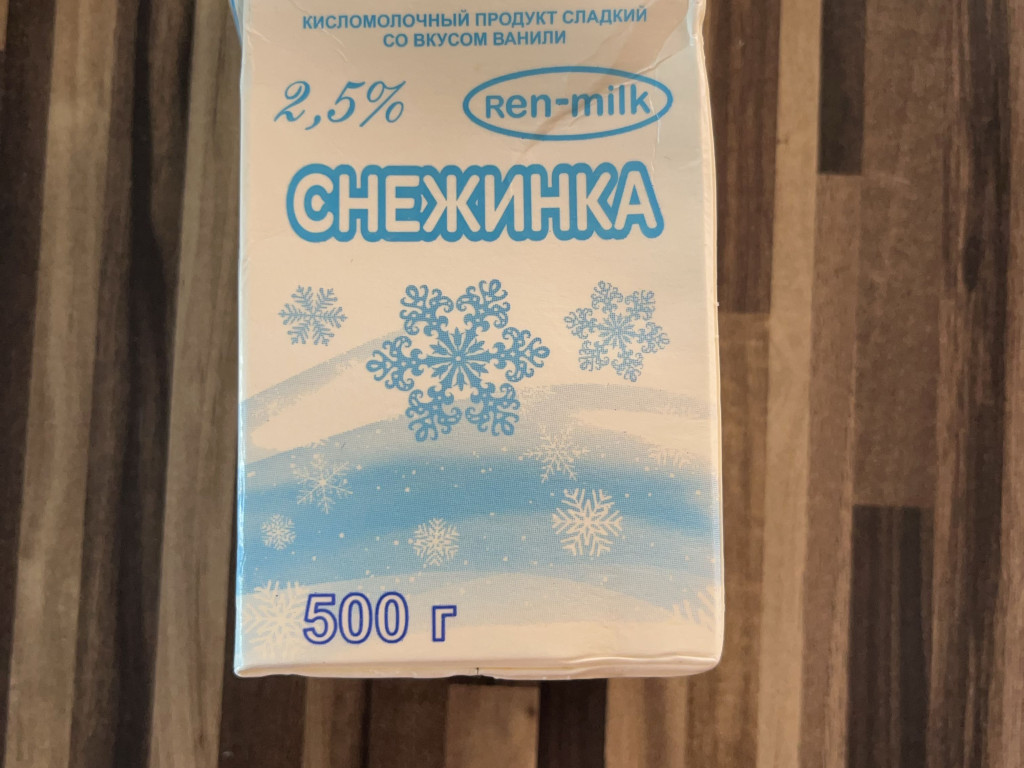 КИСЛОМОЛОЧНЫЙ ПРОДУКТ СЛАДКИЙ
СО ВКУСОМ ВАНИЛИ
2,5% Ren-milk
СНЕЖИНКА
500 г